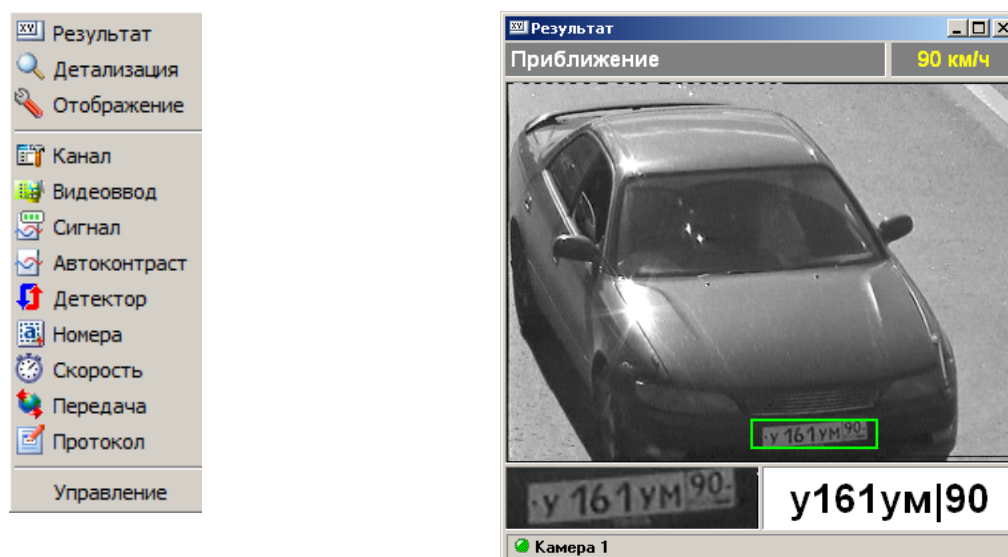 Результат
Детализация
Отображение
Канал
Видеоввод
Сигнал
Автоконтраст
Детектор
Номера
Скорость
Передача
Протокол
Управление
Результат
Приближение 90 км/ч
у 161 ум 90
у 161 ум 90
у161ум|90
Камера 1